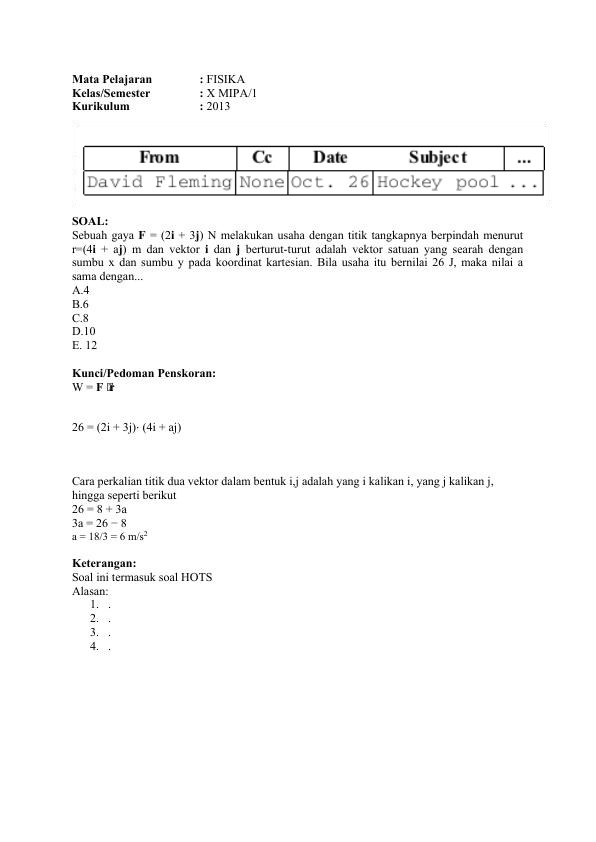 Mata Pelajaran : FISIKA
Kelas/Semester : X MIPA/1
Kurikulum : 2013
From Cc Date Subject ...
David Fleming None Oct. 26 Hockey pool ...
SOAL:
Sebuah gaya F = (2i + 3j) N melakukan usaha dengan titik tangkapnya berpindah menurut
r=(4i + aj) m dan vektor i dan j berturut-turut adalah vektor satuan yang searah dengan
sumbu x dan sumbu y pada koordinat kartesian. Bila usaha itu bernilai 26 J, maka nilai a
sama dengan...
A.4
B.6
C.8
D.10
E. 12
Kunci/Pedoman Penskoran:
W = F r
26 = (2i + 3j)· (4i + aj)
Cara perkalian titik dua vektor dalam bentuk i,j adalah yang i kalikan i, yang j kalikan j,
hingga seperti berikut
26 = 8 + 3a
3a = 26 − 8
a = 18/3 = 6 m/s²
Keterangan:
Soal ini termasuk soal HOTS
Alasan:
1. .
2. .
3. .
4. .